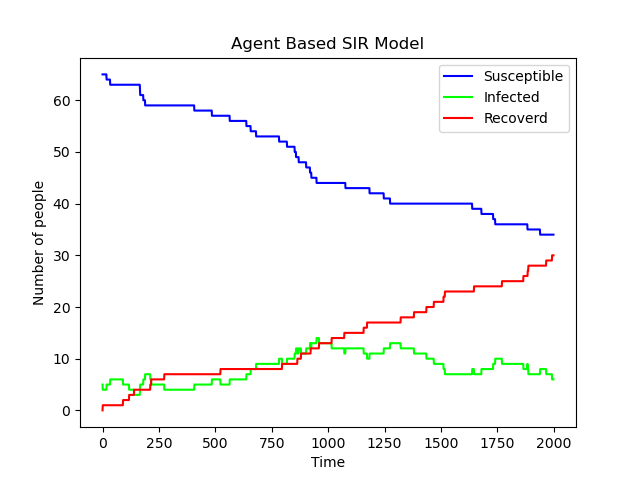 Agent Based SIR Model
Susceptible
Infected
Recoverd
Number of people
60
50
40
30
20
10
0
0 250 500 750 1000 1250 1500 1750 2000
Time